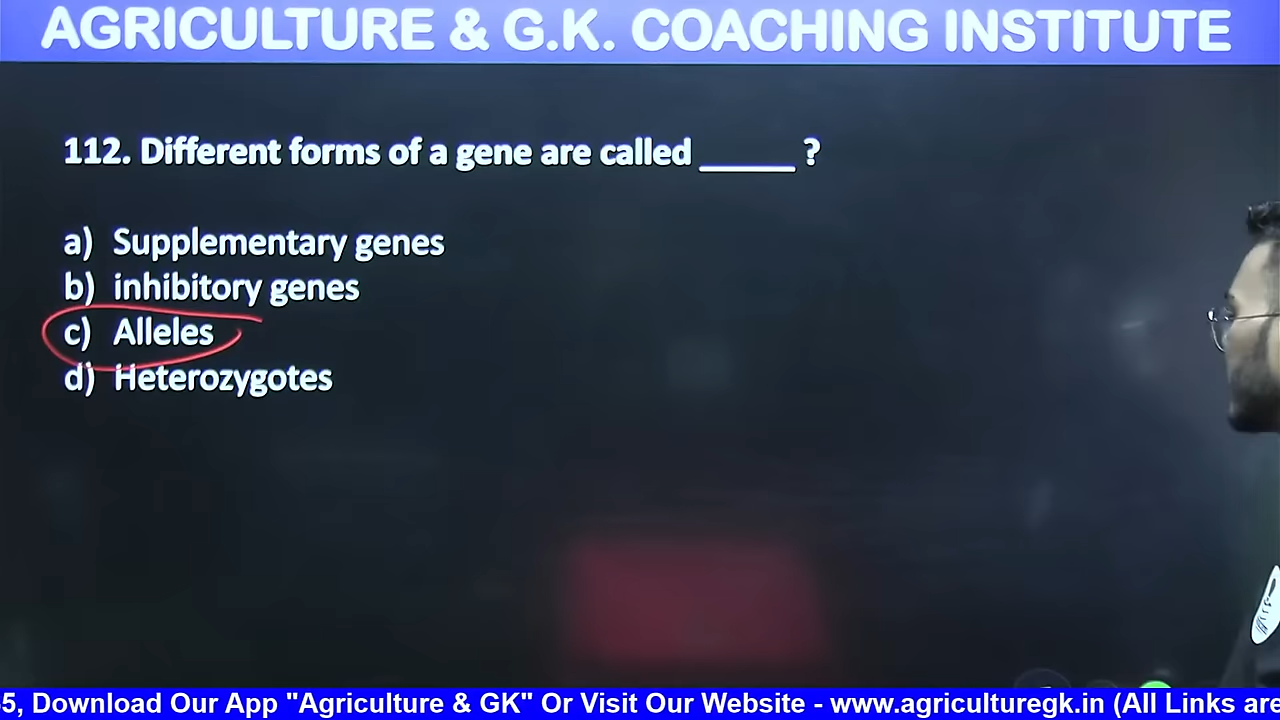 AGRICULTURE & G.K. COACHING INSTITUTE
112. Different forms of a gene are called _____ ?
a) Supplementary genes
b) inhibitory genes
c) Alleles
d) Heterozygotes
5, Download Our App "Agriculture & GK" Or Visit Our Website - www.agriculturegk.in (All Links are